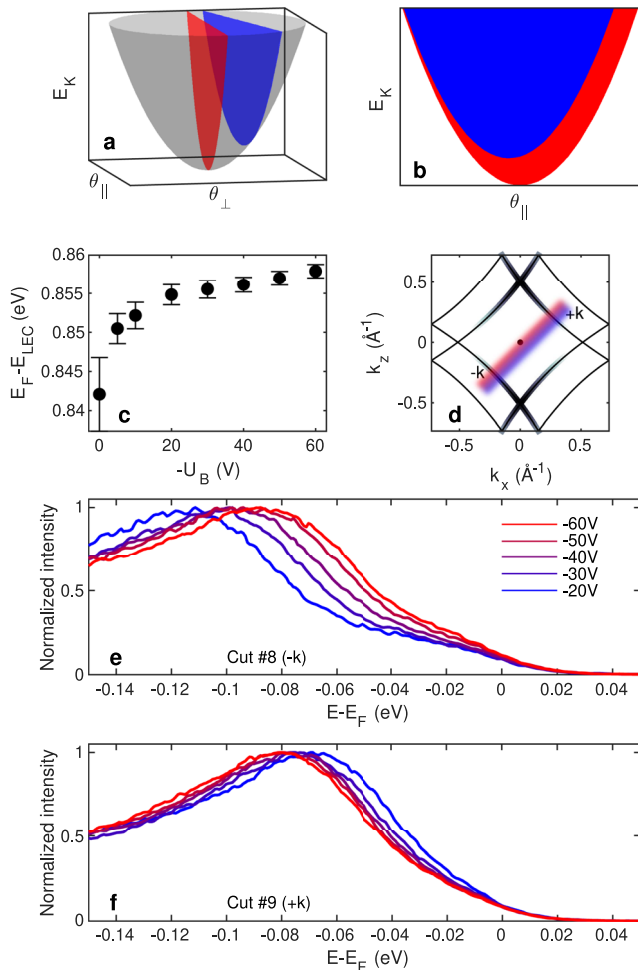 a
E_K
θ_||
θ_⊥
b
E_K
θ_||
0.86
0.855
0.85
0.845
0.84
E_F-E_LEC (eV)
c
0 20 40 60
-U_B (V)
0.5
0
-0.5
k_z (Å⁻¹)
+k
-k
d
-0.5 0 0.5
k_x (Å⁻¹)
1
0.5
0
Normalized intensity
-60V
-50V
-40V
-30V
-20V
e
Cut #8 (-k)
-0.14 -0.12 -0.1 -0.08 -0.06 -0.04 -0.02 0 0.02 0.04
E-E_F (eV)
1
0.5
0
Normalized intensity
f
Cut #9 (+k)
-0.14 -0.12 -0.1 -0.08 -0.06 -0.04 -0.02 0 0.02 0.04
E-E_F (eV)